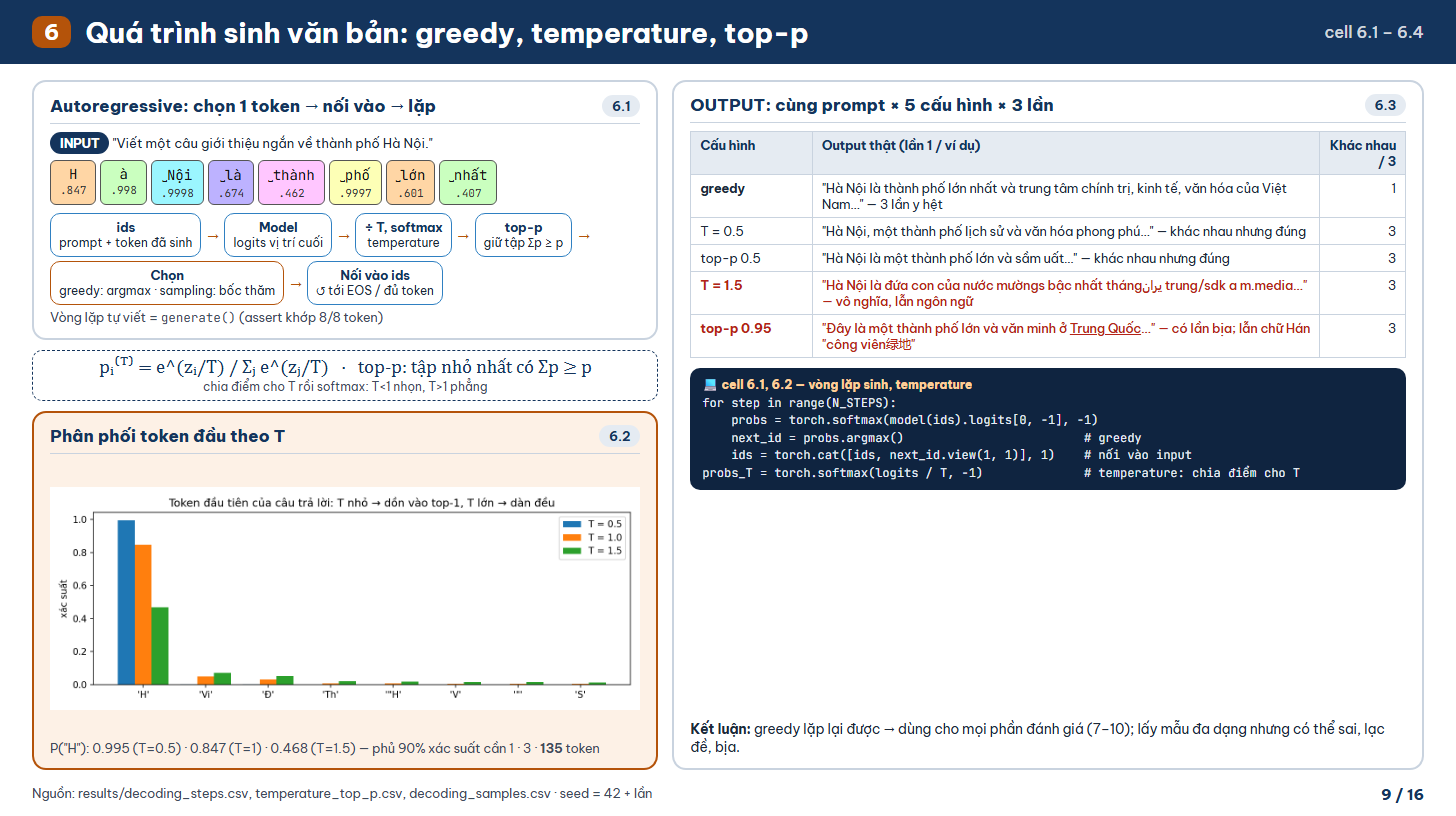 6 Quá trình sinh văn bản: greedy, temperature, top-p
cell 6.1 – 6.4
Autoregressive: chọn 1 token → nối vào → lặp
6.1
INPUT "Viết một câu giới thiệu ngắn về thành phố Hà Nội."
H à ˽Nội ˽là ˽thành ˽phố ˽lớn ˽nhất
.847 .998 .9998 .674 .462 .9997 .601 .407
ids → Model → ÷ T, softmax → top-p →
prompt + token đã sinh logits vị trí cuối temperature giữ tập Σp ≥ p
Chọn → Nối vào ids
greedy: argmax · sampling: bốc thăm ↺ tới EOS / đủ token
Vòng lặp tự viết = generate() (assert khớp 8/8 token)
pᵢ⁽ᵀ⁾ = e^(zᵢ/T) / Σⱼ e^(zⱼ/T) · top-p: tập nhỏ nhất có Σp ≥ p
chia điểm cho T rồi softmax: T<1 nhọn, T>1 phẳng
Phân phối token đầu theo T
6.2
Token đầu tiên của câu trả lời: T nhỏ → dồn vào top-1, T lớn → dàn đều
T = 0.5
T = 1.0
T = 1.5
xác suất
1.0
0.8
0.6
0.4
0.2
0.0
'H' 'Vi' 'Đ' 'Th' '"H' 'V' '"' 'S'
P("H"): 0.995 (T=0.5) · 0.847 (T=1) · 0.468 (T=1.5) — phủ 90% xác suất cần 1 · 3 · 135 token
OUTPUT: cùng prompt × 5 cấu hình × 3 lần
6.3
Cấu hình Output thật (lần 1 / ví dụ) Khác nhau
/ 3
greedy "Hà Nội là thành phố lớn nhất và trung tâm chính trị, kinh tế, văn hóa của Việt 1
Nam..." — 3 lần y hệt
T = 0.5 "Hà Nội, một thành phố lịch sử và văn hóa phong phú..." — khác nhau nhưng đúng 3
top-p 0.5 "Hà Nội là một thành phố lớn và sầm uất..." — khác nhau nhưng đúng 3
T = 1.5 "Hà Nội là đứa con của nước mườngs bậc nhất thángیران trung/sdk a m.media..." 3
— vô nghĩa, lẫn ngôn ngữ
top-p 0.95 "Đây là một thành phố lớn và văn minh ở Trung Quốc..." — có lần bịa; lẫn chữ Hán 3
"công viên绿地"
💻 cell 6.1, 6.2 — vòng lặp sinh, temperature
for step in range(N_STEPS):
probs = torch.softmax(model(ids).logits[0, -1], -1)
next_id = probs.argmax() # greedy
ids = torch.cat([ids, next_id.view(1, 1)], 1) # nối vào input
probs_T = torch.softmax(logits / T, -1) # temperature: chia điểm cho T
Kết luận: greedy lặp lại được → dùng cho mọi phần đánh giá (7–10); lấy mẫu đa dạng nhưng có thể sai, lạc
đề, bịa.
Nguồn: results/decoding_steps.csv, temperature_top_p.csv, decoding_samples.csv · seed = 42 + lần
9 / 16